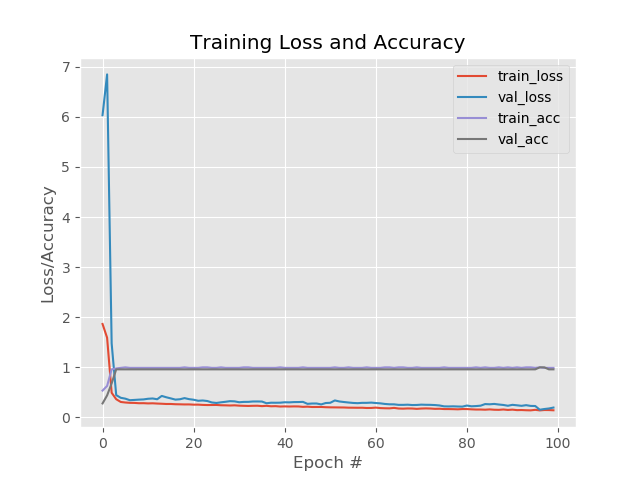 Training Loss and Accuracy
train_loss
val_loss
train_acc
val_acc
Loss/Accuracy
7
6
5
4
3
2
1
0
0 20 40 60 80 100
Epoch #